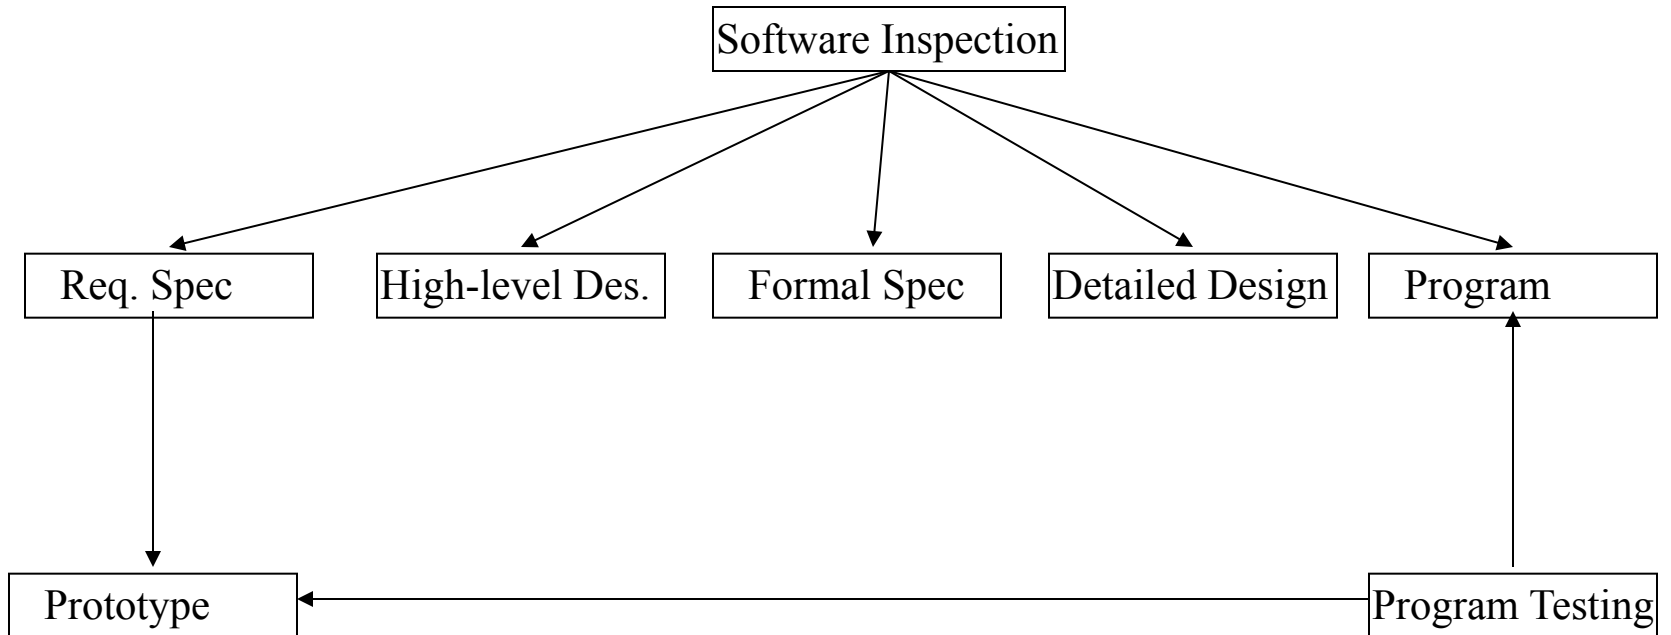 Software Inspection
Req. Spec
High-level Des.
Formal Spec
Detailed Design
Program
Prototype
Program Testing